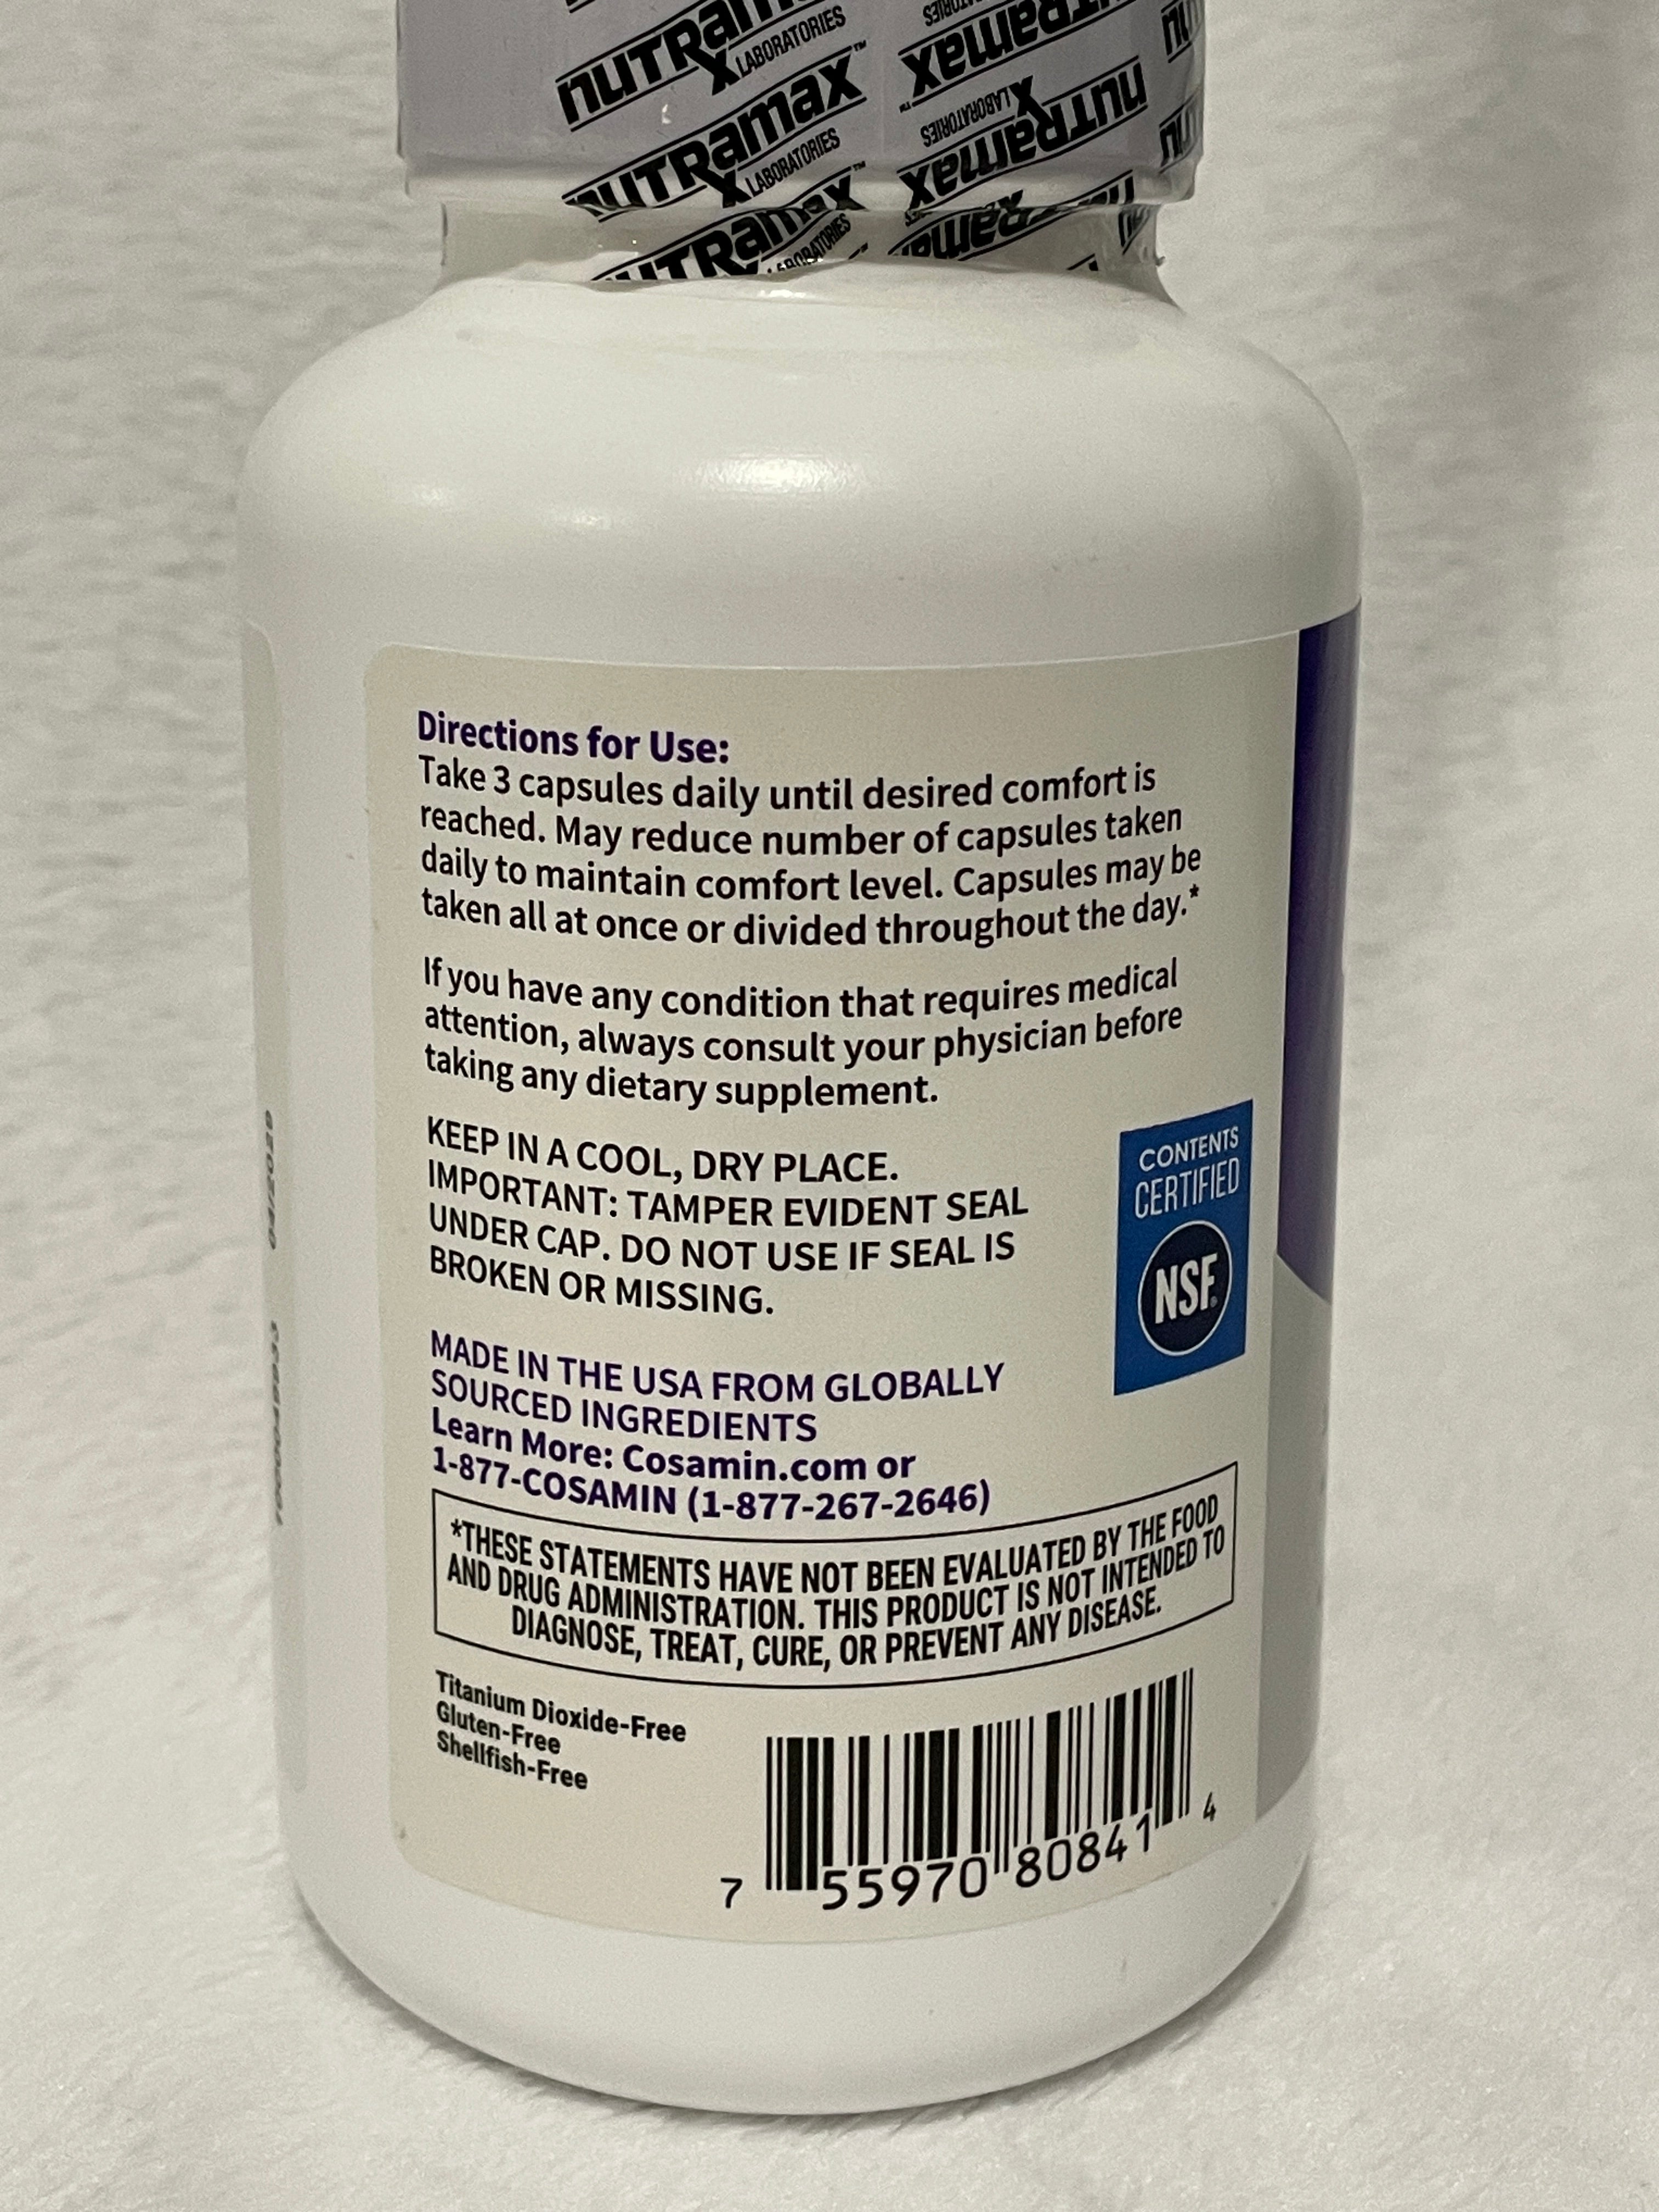 nutramax
LABORATORIES
nutramax™
LABORATORIES
nutramax™
LABORATORIES
nutramax™
LABORATORIES
nutramax
Directions for Use:
Take 3 capsules daily until desired comfort is
reached. May reduce number of capsules taken
daily to maintain comfort level. Capsules may be
taken all at once or divided throughout the day.*
If you have any condition that requires medical
attention, always consult your physician before
taking any dietary supplement.
KEEP IN A COOL, DRY PLACE.
IMPORTANT: TAMPER EVIDENT SEAL
UNDER CAP. DO NOT USE IF SEAL IS
BROKEN OR MISSING.
CONTENTS
CERTIFIED
NSF®
MADE IN THE USA FROM GLOBALLY
SOURCED INGREDIENTS
Learn More: Cosamin.com or
1-877-COSAMIN (1-877-267-2646)
*THESE STATEMENTS HAVE NOT BEEN EVALUATED BY THE FOOD
AND DRUG ADMINISTRATION. THIS PRODUCT IS NOT INTENDED TO
DIAGNOSE, TREAT, CURE, OR PREVENT ANY DISEASE.
Titanium Dioxide-Free
Gluten-Free
Shellfish-Free
7 55970 80841 4